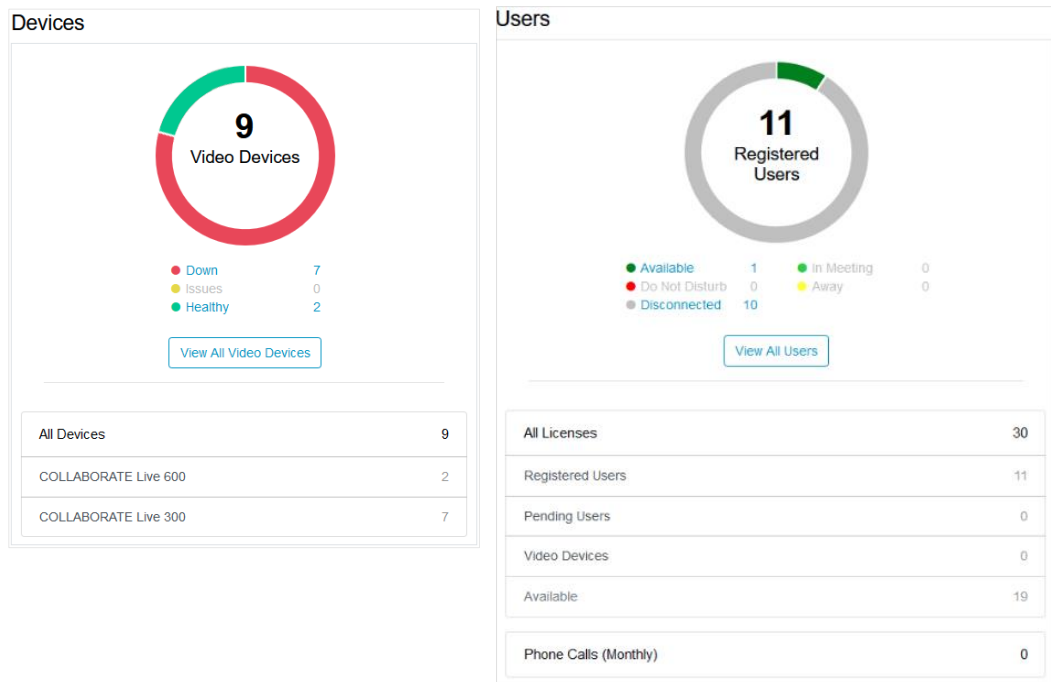 Devices
9
Video Devices
Down 7
Issues 0
Healthy 2
View All Video Devices
All Devices 9
COLLABORATE Live 600 2
COLLABORATE Live 300 7
Users
11
Registered
Users
Available 1 In Meeting 0
Do Not Disturb 0 Away 0
Disconnected 10
View All Users
All Licenses 30
Registered Users 11
Pending Users 0
Video Devices 0
Available 19
Phone Calls (Monthly) 0